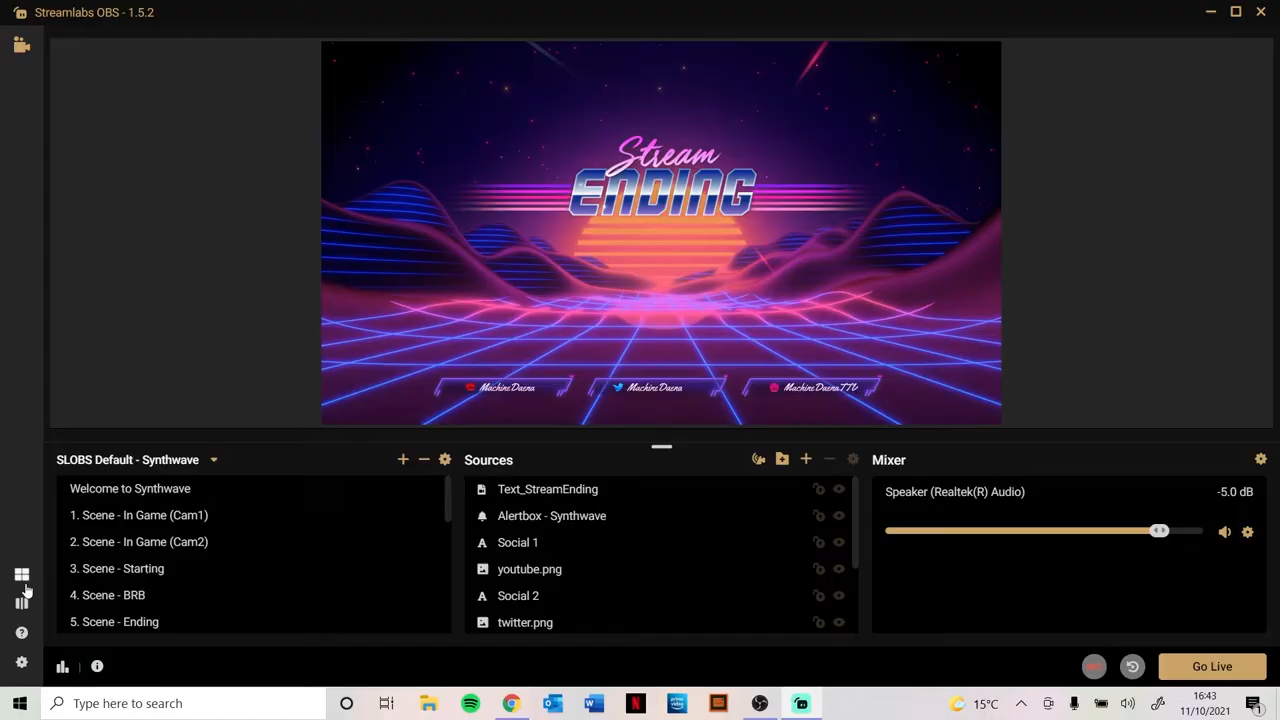 Streamlabs OBS - 1.5.2
Stream
ENDING
MachineDaena
MachineDaena
MachineDaenaTTV
SLOBS Default - Synthwave
Welcome to Synthwave
1. Scene - In Game (Cam1)
2. Scene - In Game (Cam2)
3. Scene - Starting
4. Scene - BRB
5. Scene - Ending
Sources
Text_StreamEnding
Alertbox - Synthwave
Social 1
youtube.png
Social 2
twitter.png
Mixer
Speaker (Realtek(R) Audio)
-5.0 dB
REC
Go Live
Type here to search
15°C
16:43
11/10/2021